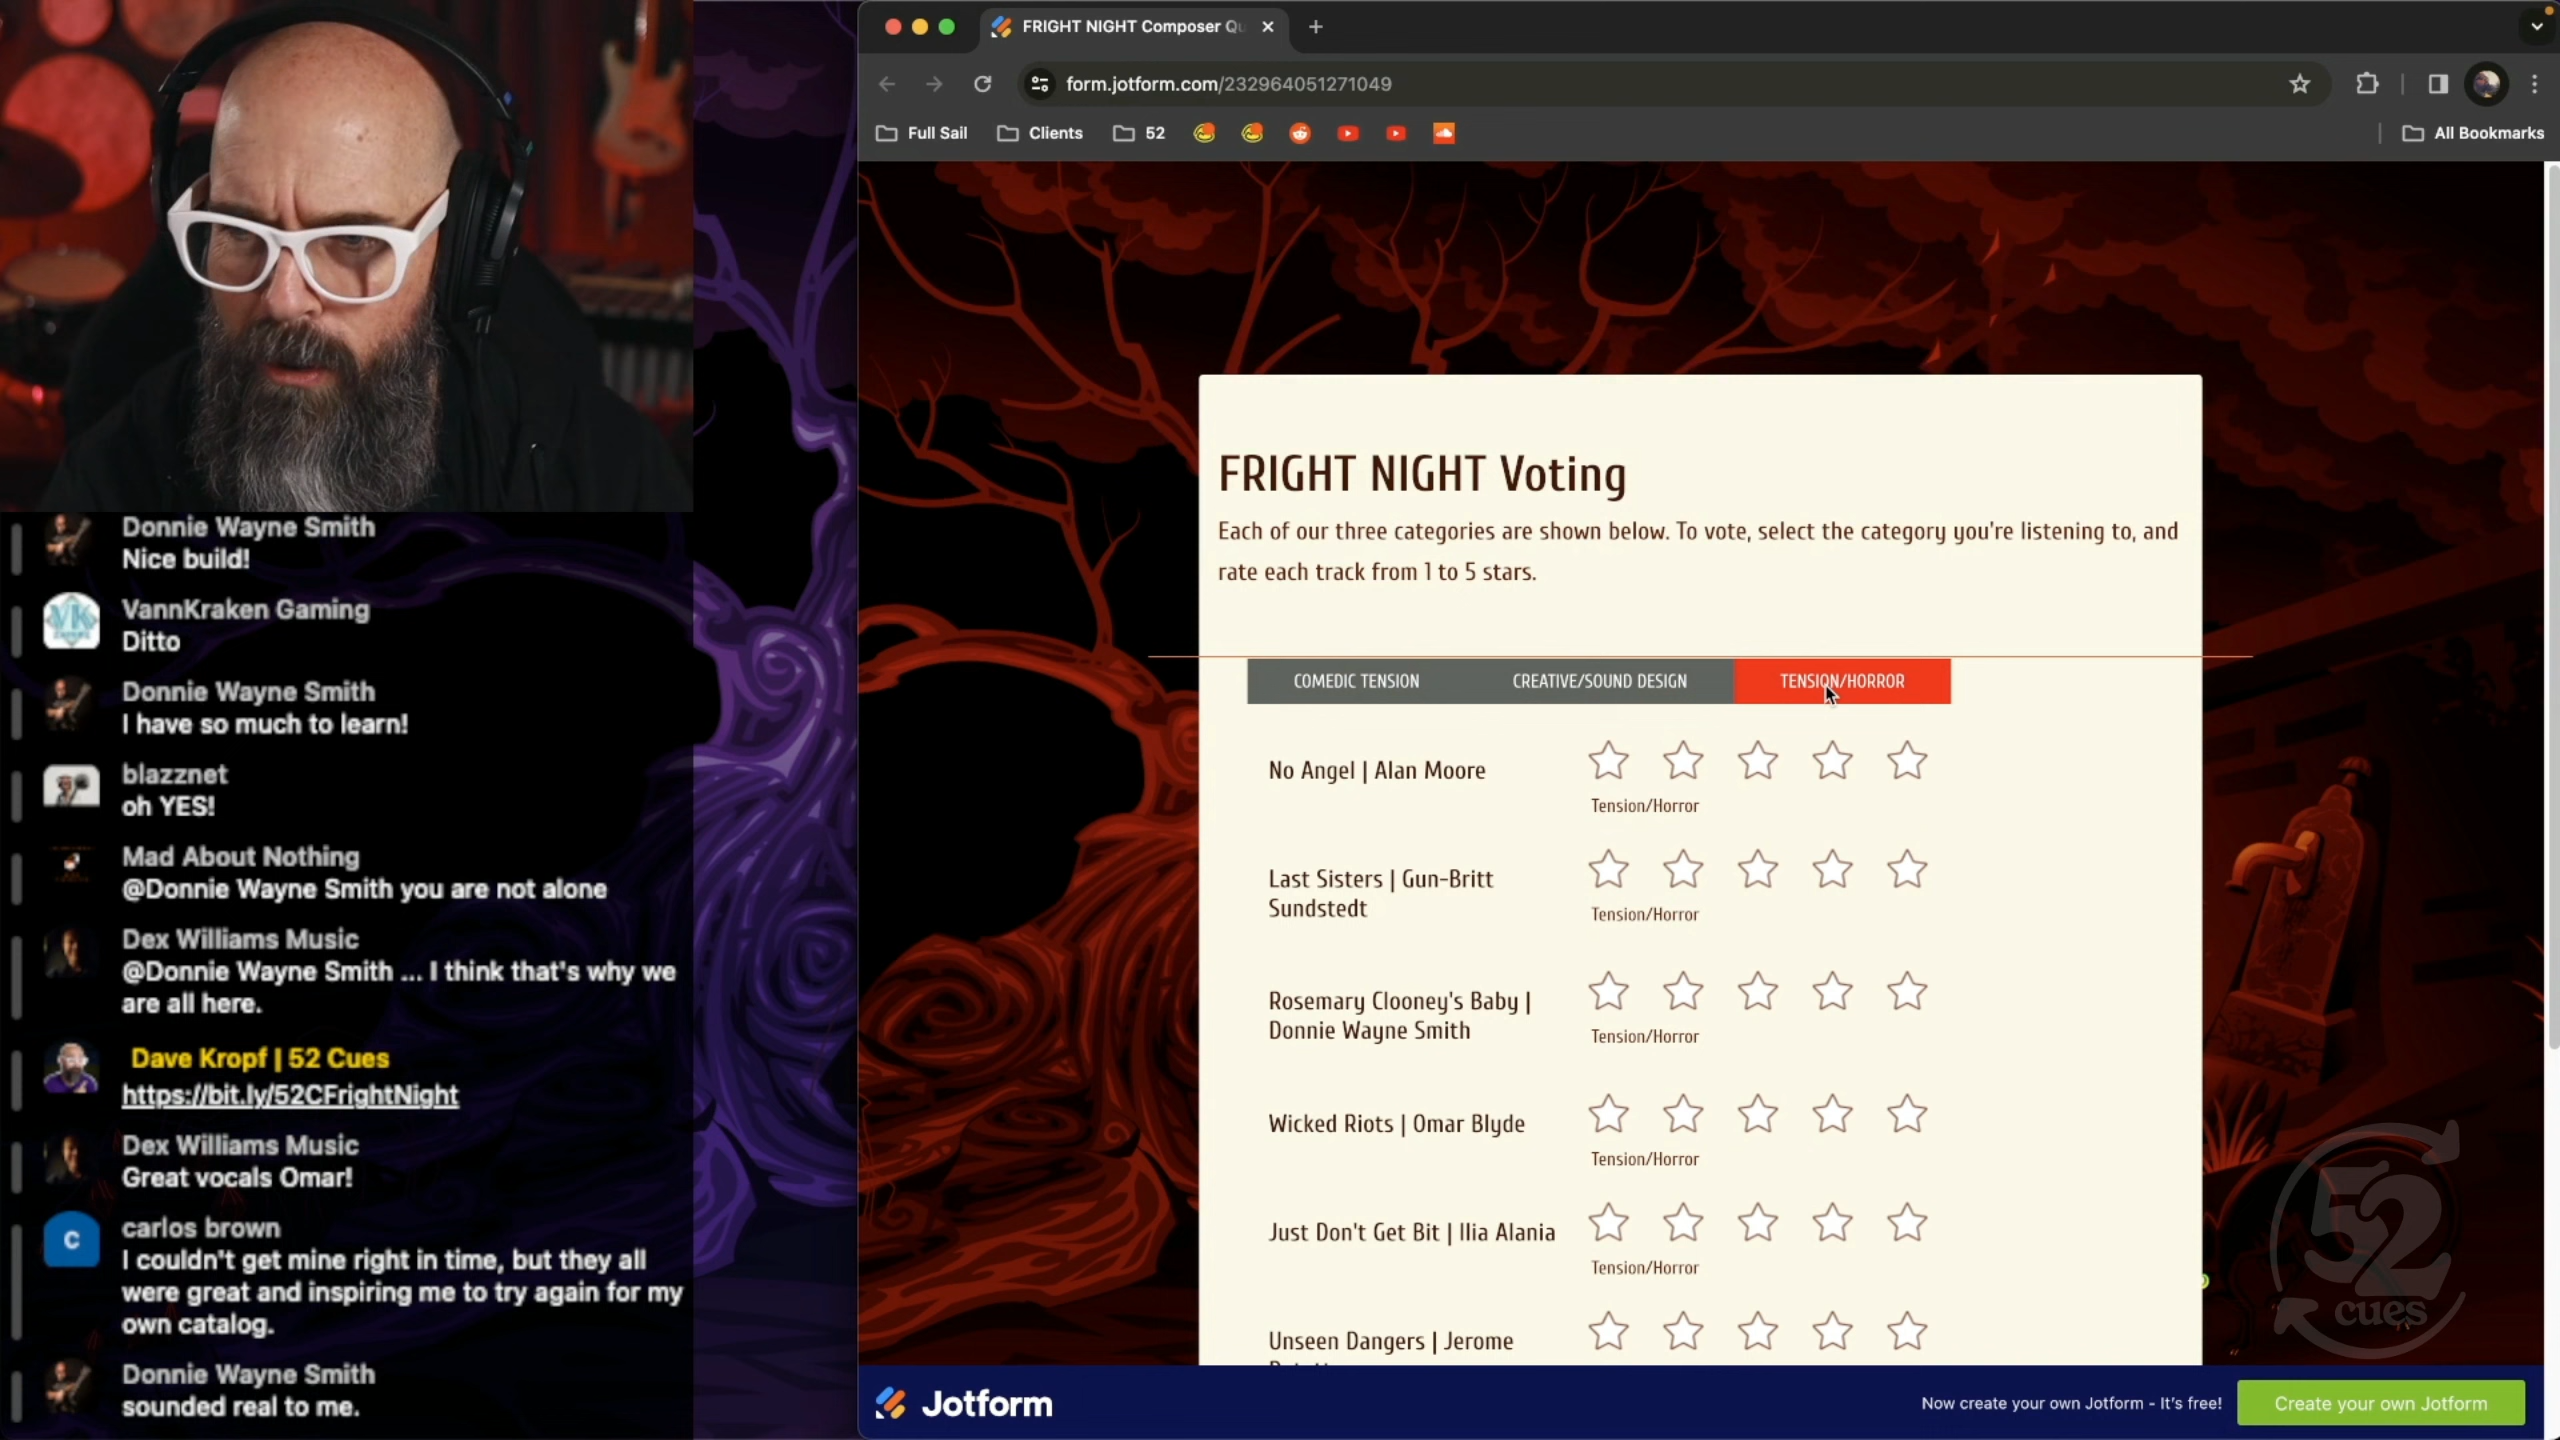 Donnie Wayne Smith
Nice build!
VannKraken Gaming
Ditto
Donnie Wayne Smith
I have so much to learn!
blazznet
oh YES!
Mad About Nothing
@Donnie Wayne Smith you are not alone
Dex Williams Music
@Donnie Wayne Smith ... I think that's why we
are all here.
Dave Kropf | 52 Cues
https://bit.ly/52CFrightNight
Dex Williams Music
Great vocals Omar!
C
carlos brown
I couldn't get mine right in time, but they all
were great and inspiring me to try again for my
own catalog.
Donnie Wayne Smith
sounded real to me.
FRIGHT NIGHT Composer Qu
form.jotform.com/232964051271049
Full Sail
Clients
52
All Bookmarks
FRIGHT NIGHT Voting
Each of our three categories are shown below. To vote, select the category you're listening to, and
rate each track from 1 to 5 stars.
COMEDIC TENSION
CREATIVE/SOUND DESIGN
TENSION/HORROR
No Angel | Alan Moore
Tension/Horror
Last Sisters | Gun-Britt
Sundstedt
Tension/Horror
Rosemary Clooney's Baby |
Donnie Wayne Smith
Tension/Horror
Wicked Riots | Omar Blyde
Tension/Horror
Just Don't Get Bit | Ilia Alania
Tension/Horror
Unseen Dangers | Jerome
52
cues
Jotform
Now create your own Jotform - It's free!
Create your own Jotform